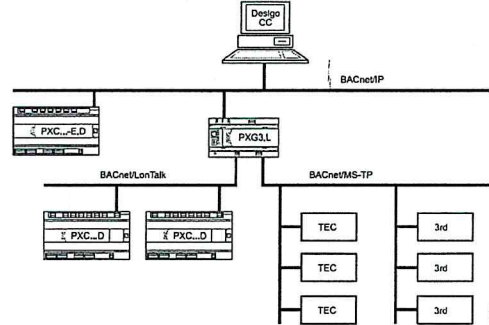 Desigo
CC
BACnet/IP
PXC...-E.D
PXG3.L
BACnet/LonTalk
BACnet/MS-TP
PXC...D
PXC...D
TEC
3rd
TEC
3rd
TEC
3rd